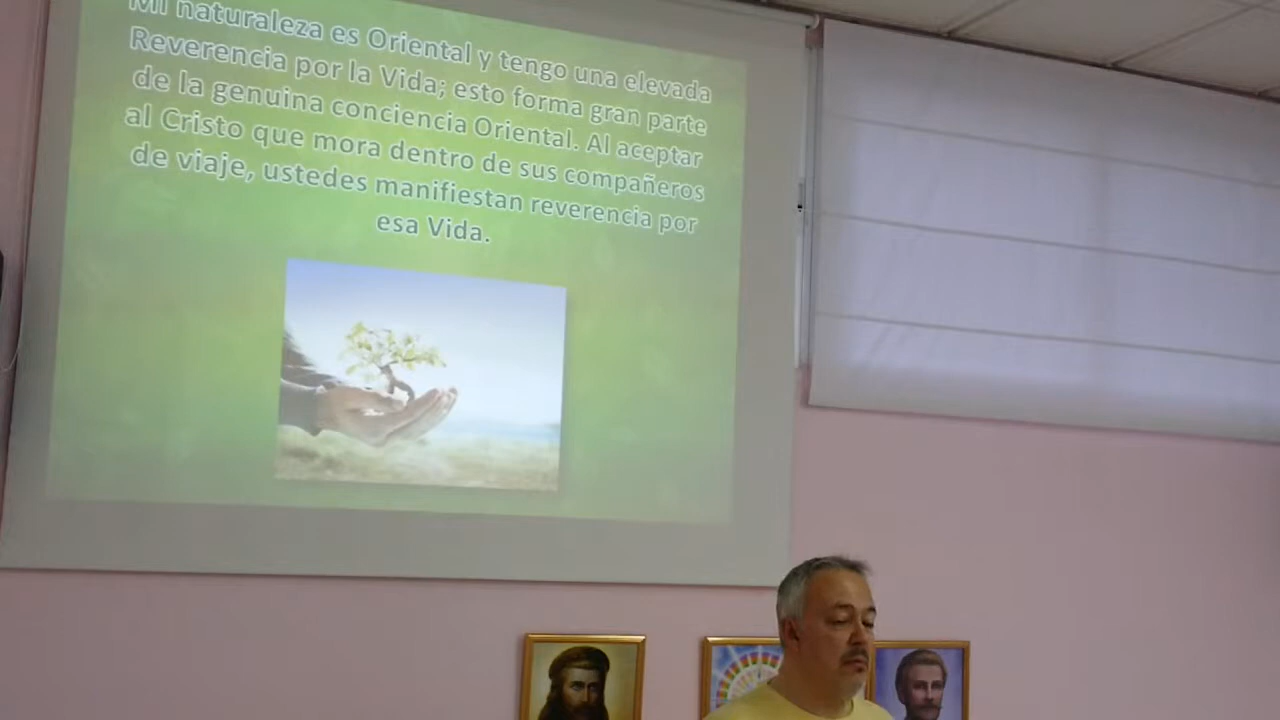 Mi naturaleza es Oriental y tengo una elevada
Reverencia por la Vida; esto forma gran parte
de la genuina conciencia Oriental. Al aceptar
al Cristo que mora dentro de sus compañeros
de viaje, ustedes manifiestan reverencia por
esa Vida.